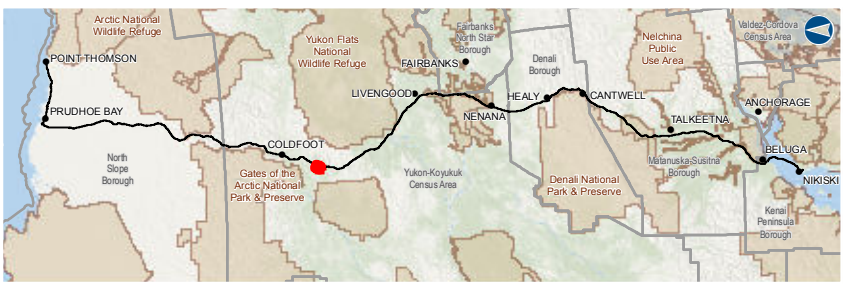 Arctic National
Wildlife Refuge
POINT THOMSON
PRUDHOE BAY
North
Slope
Borough
COLDFOOT
Gates of the
Arctic National
Park & Preserve
Yukon Flats
National
Wildlife Refuge
LIVENGOOD
FAIRBANKS
Fairbanks
North Star
Borough
NENANA
Yukon-Koyukuk
Census Area
Denali
Borough
HEALY
CANTWELL
Denali National
Park & Preserve
Nelchina
Public
Use Area
TALKEETNA
Matanuska-Susitna
Borough
Valdez-Cordova
Census Area
ANCHORAGE
BELUGA
NIKISKI
Kenai
Peninsula
Borough